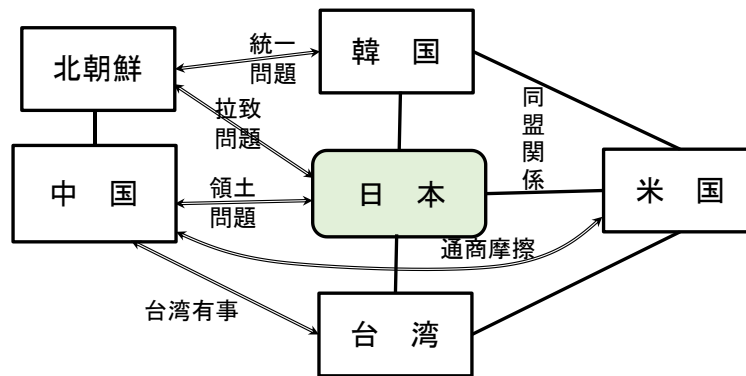 韓　国
北朝鮮
統一
問題
拉致
問題
同盟関係
中　国
領土
問題
日　本
米　国
通商摩擦
台湾有事
台　湾